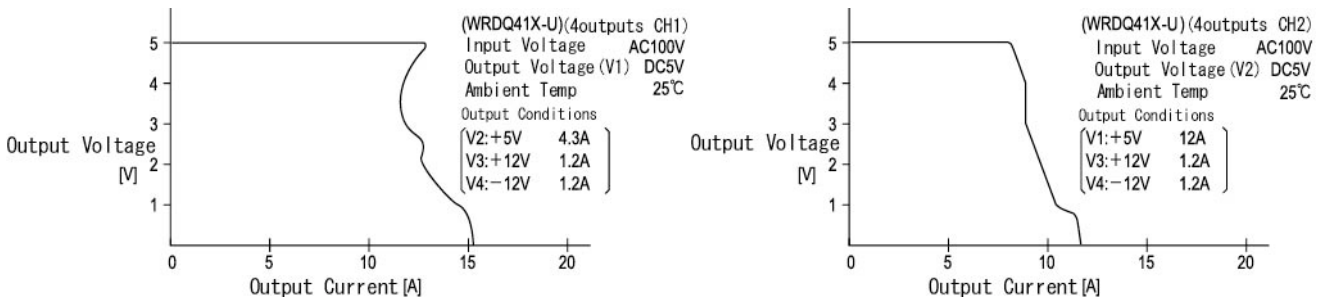 (WRDQ41X-U)(4outputs CH1)
Input Voltage AC100V
Output Voltage(V1) DC5V
Ambient Temp 25℃
Output Conditions
V2:+5V 4.3A
V3:+12V 1.2A
V4:−12V 1.2A
5
4
3
2
1
Output Voltage
[V]
0 5 10 15 20
Output Current[A]
(WRDQ41X-U)(4outputs CH2)
Input Voltage AC100V
Output Voltage(V2) DC5V
Ambient Temp 25℃
Output Conditions
V1:+5V 12A
V3:+12V 1.2A
V4:−12V 1.2A
5
4
3
2
1
Output Voltage
[V]
0 5 10 15 20
Output Current[A]